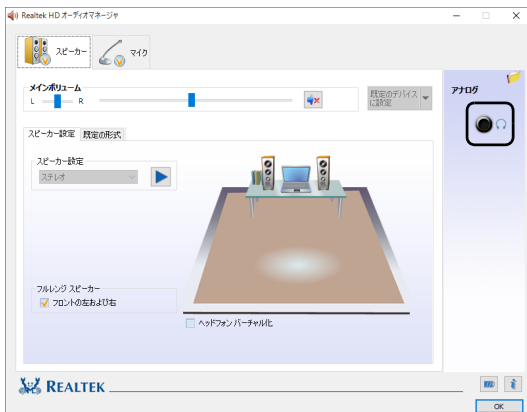 Realtek HD オーディオマネージャ
スピーカー
マイク
メインボリューム
L
R
既定のデバイス
に設定
アナログ
スピーカー設定
既定の形式
スピーカー設定
ステレオ
フルレンジ スピーカー
フロントの左および右
ヘッドフォン バーチャル化
REALTEK
OK